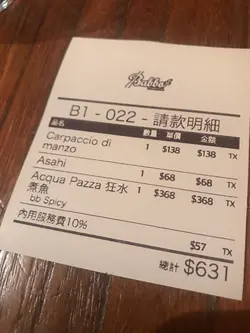 Babba
B1 - 022 - 請款明細
品名 數量 單價 金額
Carpaccio di manzo 1 $138 $138 TX
Asahi 1 $68 $68 TX
Acqua Pazza 狂水煮魚 1 $368 $368 TX
bb Spicy
內用服務費10% $57 TX
總計 $631